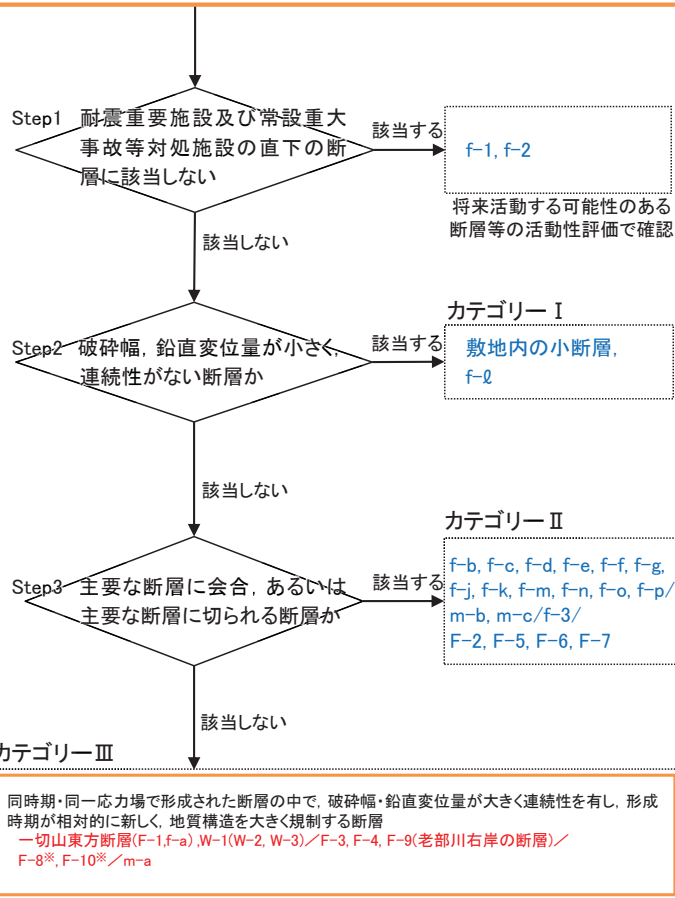 Step1 耐震重要施設及び常設重大
事故等対処施設の直下の断
層に該当しない
該当する
f-1, f-2
将来活動する可能性のある
断層等の活動性評価で確認
該当しない
カテゴリーⅠ
Step2 破砕幅，鉛直変位量が小さく，
連続性がない断層か
該当する
敷地内の小断層，
f-ℓ
該当しない
カテゴリーⅡ
Step3 主要な断層に会合，あるいは
主要な断層に切られる断層か
該当する
f-b, f-c, f-d, f-e, f-f, f-g,
f-j, f-k, f-m, f-n, f-o, f-p/
m-b, m-c/f-3/
F-2, F-5, F-6, F-7
該当しない
カテゴリーⅢ
同時期・同一応力場で形成された断層の中で，破砕幅・鉛直変位量が大きく連続性を有し，形成
時期が相対的に新しく，地質構造を大きく規制する断層
一切山東方断層(F-1,f-a) ,W-1(W-2, W-3)／F-3, F-4, F-9(老部川右岸の断層)／
F-8※, F-10※／m-a